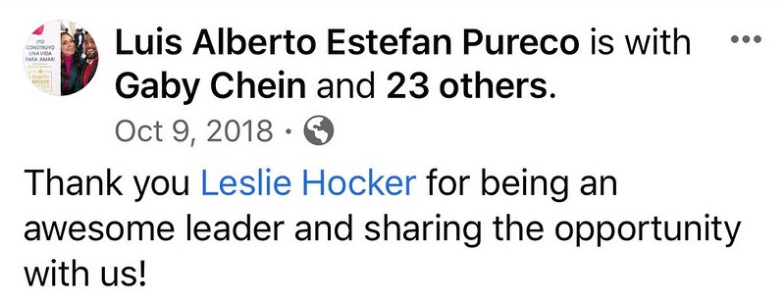 YO
CONSTRUYO
UNA VIDA
PARA AMAR!
Luis Alberto Estefan Pureco is with
Gaby Chein and 23 others.
Oct 9, 2018 ·
Thank you Leslie Hocker for being an
awesome leader and sharing the opportunity
with us!